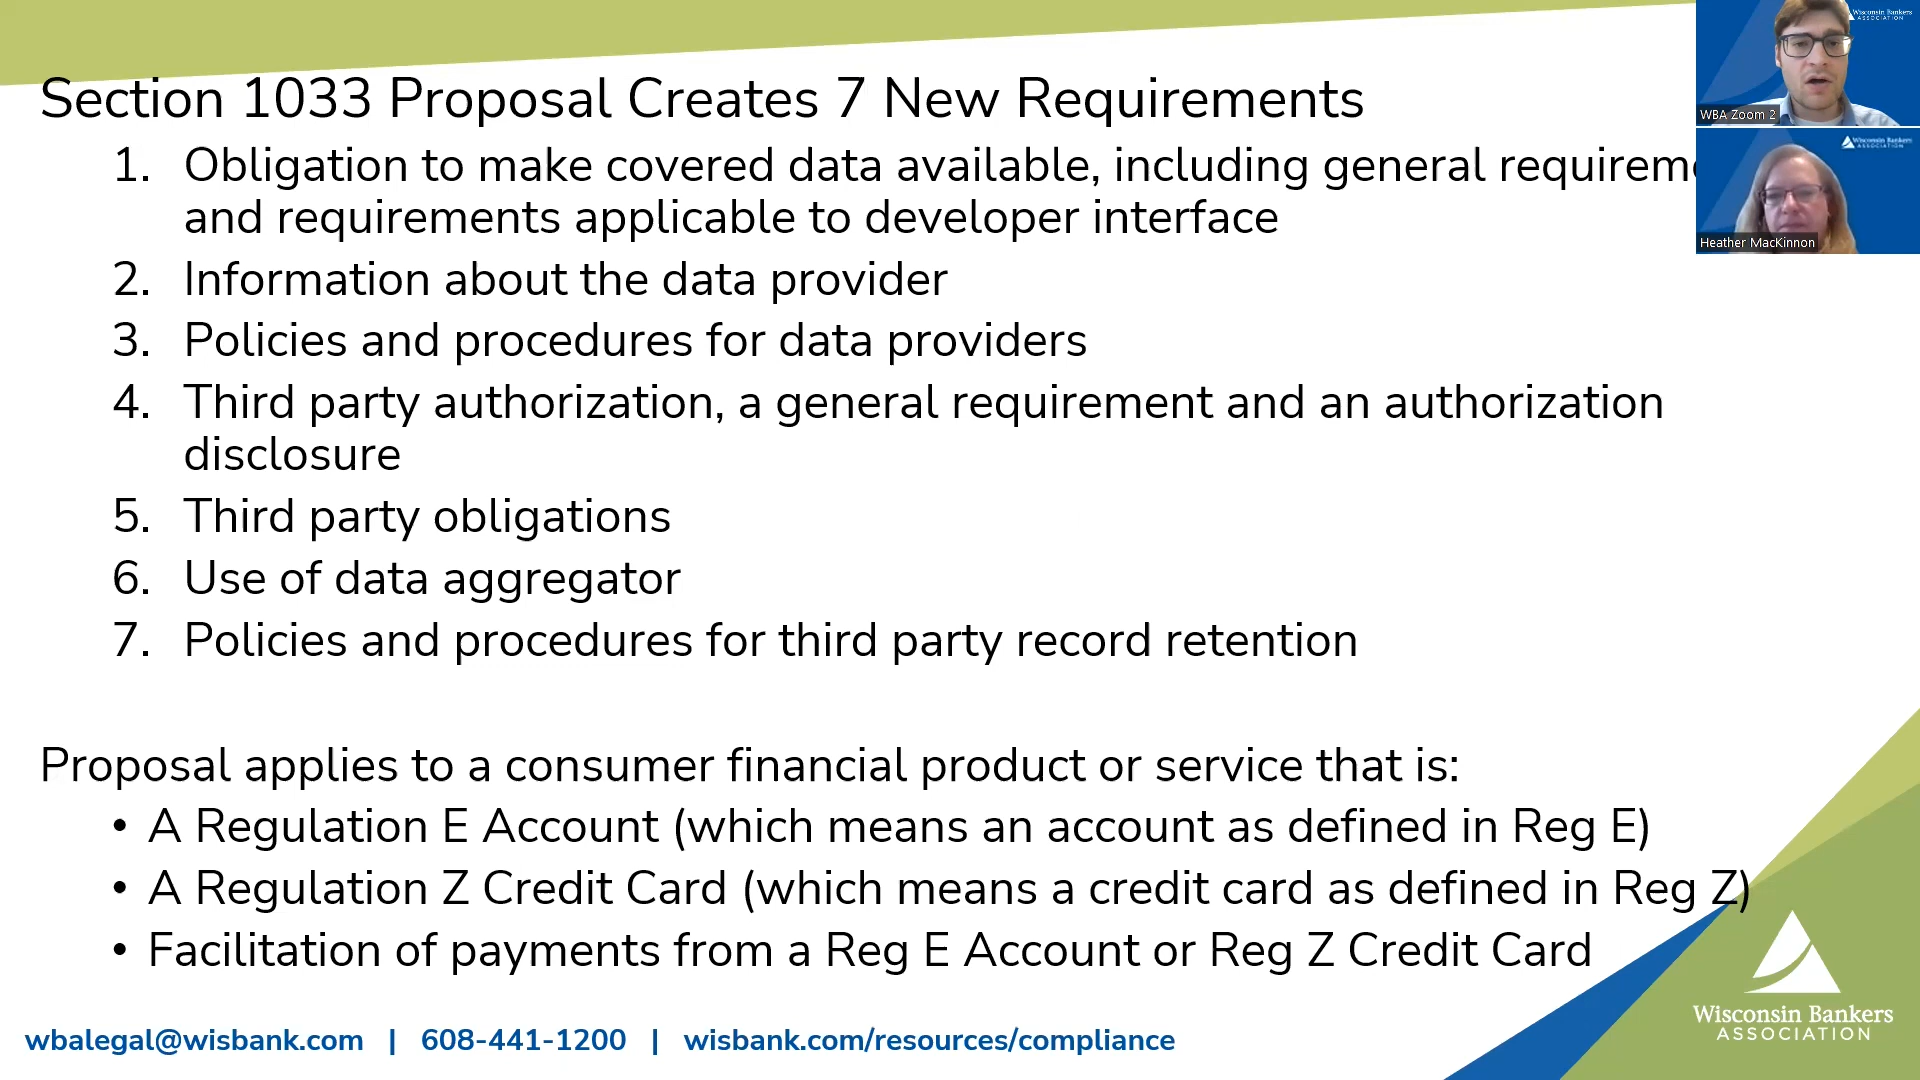 Section 1033 Proposal Creates 7 New Requirements
1. Obligation to make covered data available, including general
and requirements applicable to developer interface
2. Information about the data provider
3. Policies and procedures for data providers
4. Third party authorization, a general requirement and an authorization
disclosure
5. Third party obligations
6. Use of data aggregator
7. Policies and procedures for third party record retention
Proposal applies to a consumer financial product or service that is:
• A Regulation E Account (which means an account as defined in Reg E)
• A Regulation Z Credit Card (which means a credit card as defined in Reg Z)
• Facilitation of payments from a Reg E Account or Reg Z Credit Card
wbalegal@wisbank.com | 608-441-1200 | wisbank.com/resources/compliance
Wisconsin Bankers
ASSOCIATION
Wisconsin Bankers
ASSOCIATION
WBA Zoom 2
Wisconsin Bankers
ASSOCIATION
Heather MacKinnon